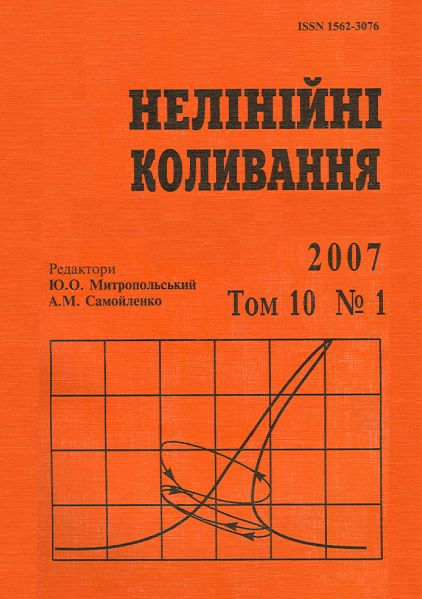 ISSN 1562-3076
НЕЛІНІЙНІ
КОЛИВАННЯ
2007
Редактори
Ю.О. Митропольський
А.М. Самойленко
Том 10 № 1